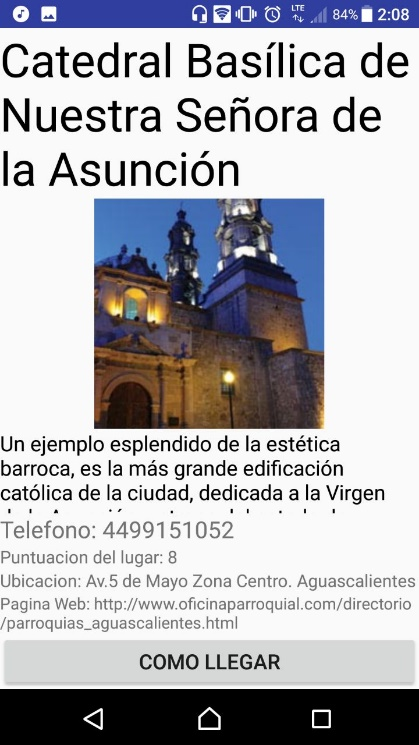 LTE
84%
2:08
Catedral Basílica de
Nuestra Señora de
la Asunción
Un ejemplo esplendido de la estética
barroca, es la más grande edificación
católica de la ciudad, dedicada a la Virgen
Telefono: 4499151052
Puntuacion del lugar: 8
Ubicacion: Av.5 de Mayo Zona Centro. Aguascalientes
Pagina Web: http://www.oficinaparroquial.com/directorio
/parroquias_aguascalientes.html
COMO LLEGAR